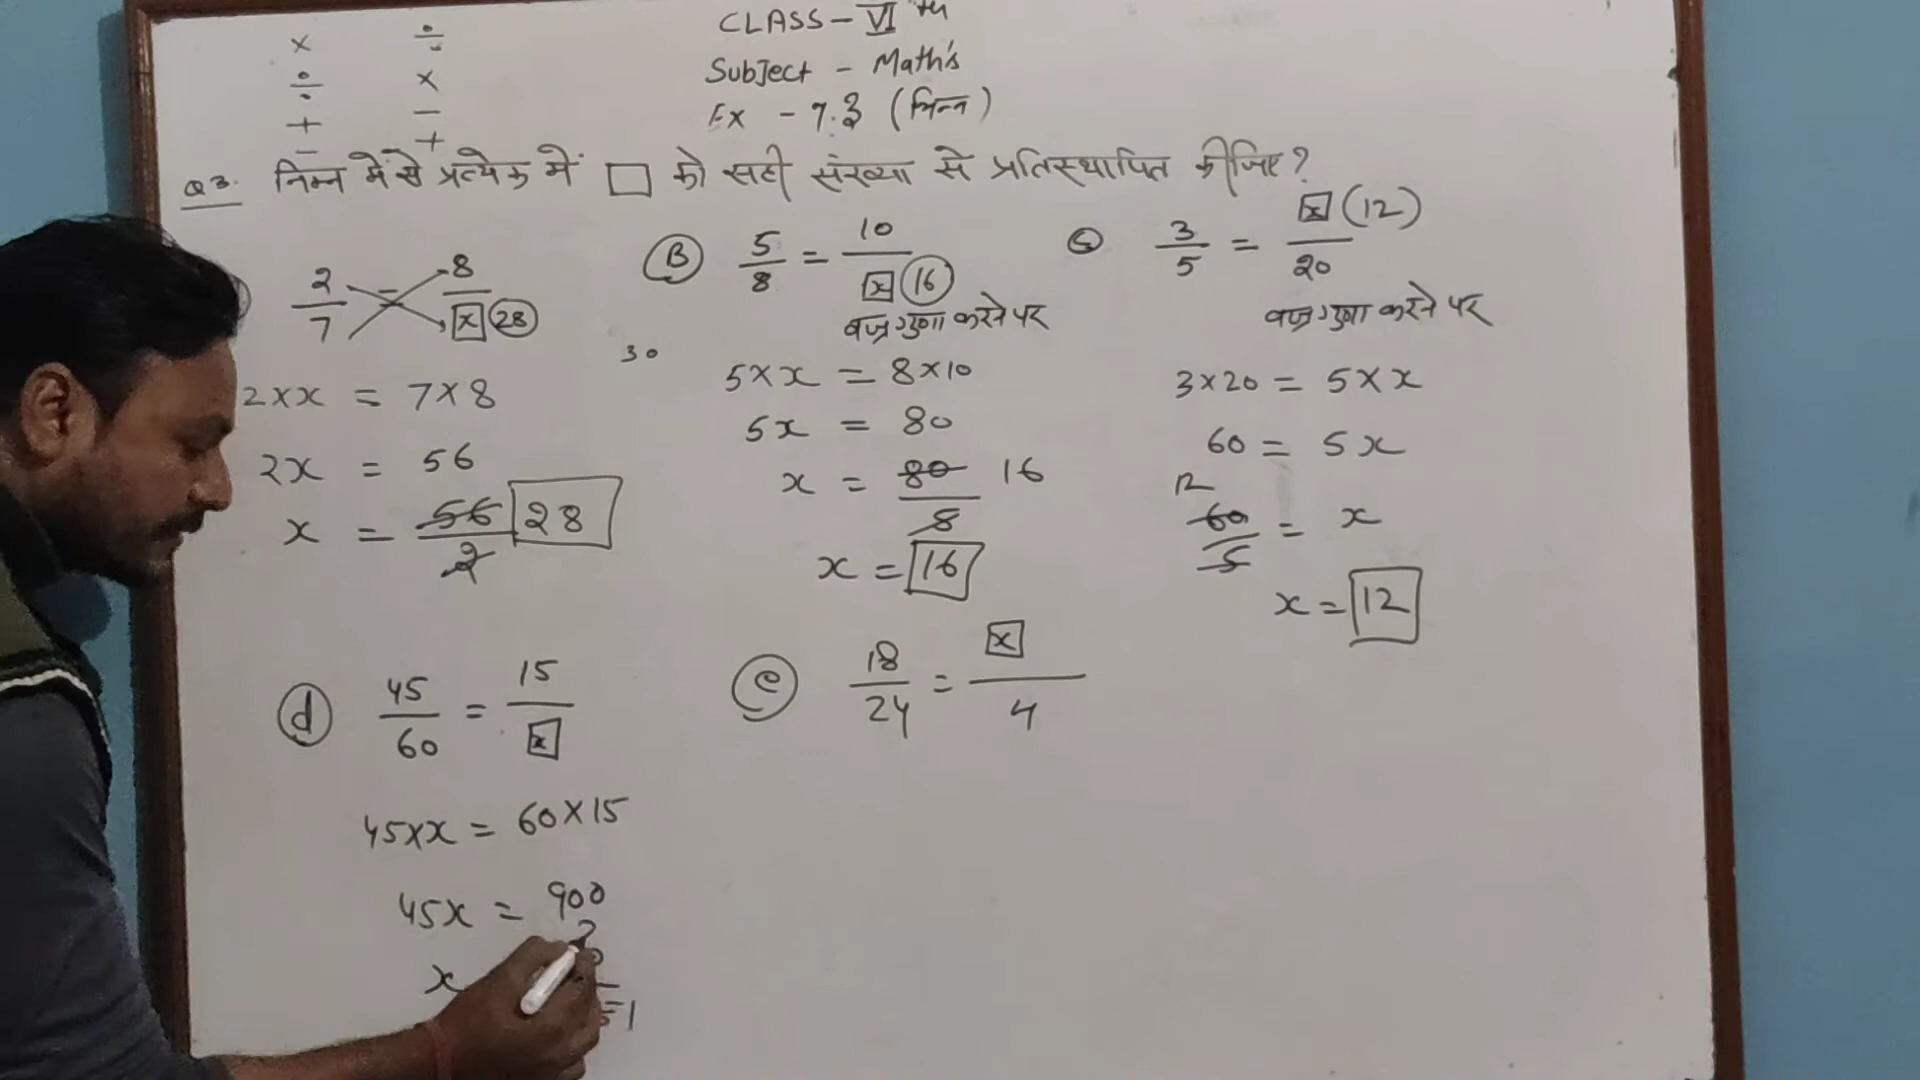 × ÷
÷ ×
+ −
− +
CLASS – VI th
Subject – Math's
Ex – 7.3 (भिन्न)
Q3. निम्न में से प्रत्येक में □ को सही संख्या से प्रतिस्थापित कीजिए?
2/7 = 8/[x] (28)
2×x = 7×8
2x = 56
x = 56/2 28
30
(B) 5/8 = 10/[x] (16)
वज्रगुणा करने पर
5×x = 8×10
5x = 80
x = 80/8 16
x = 16
(c) 3/5 = [x] (12)/20
वज्रगुणा करने पर
3×20 = 5×x
60 = 5x
12
60/5 = x
x = 12
(d) 45/60 = 15/[x]
45×x = 60×15
45x = 900
x
(e) 18/24 = [x]/4